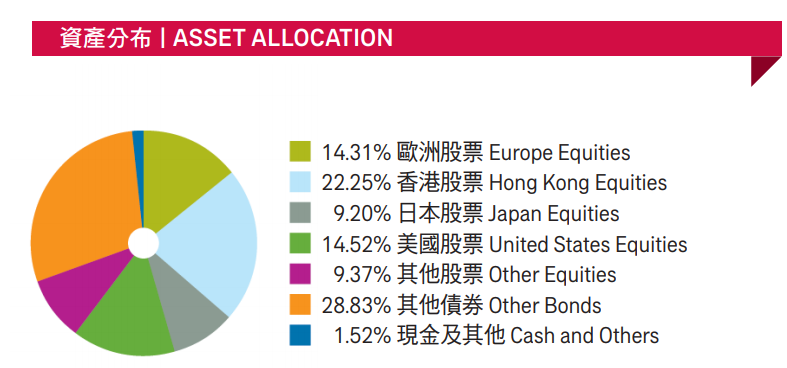 資產分布 | ASSET ALLOCATION
14.31% 歐洲股票 Europe Equities
22.25% 香港股票 Hong Kong Equities
9.20% 日本股票 Japan Equities
14.52% 美國股票 United States Equities
9.37% 其他股票 Other Equities
28.83% 其他債券 Other Bonds
1.52% 現金及其他 Cash and Others